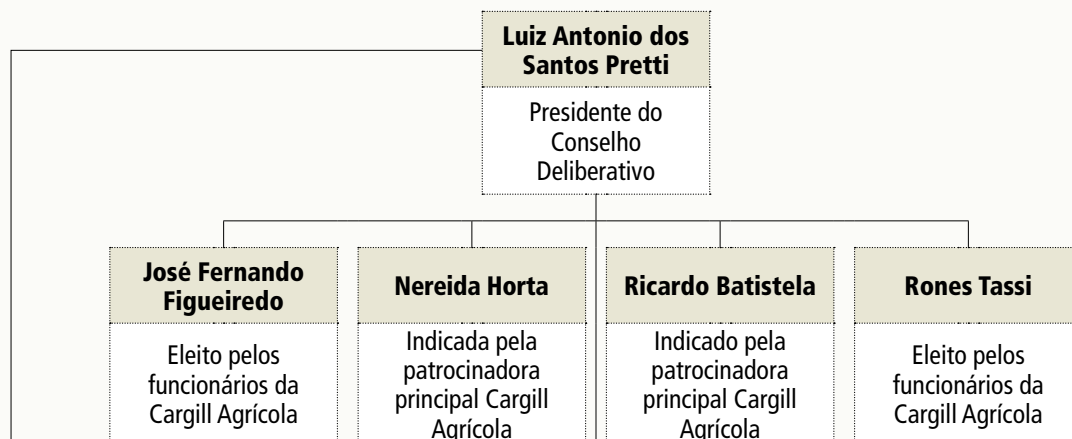 Luiz Antonio dos
Santos Pretti
Presidente do
Conselho
Deliberativo
José Fernando
Figueiredo
Eleito pelos
funcionários da
Cargill Agrícola
Nereida Horta
Indicada pela
patrocinadora
principal Cargill
Agrícola
Ricardo Batistela
Indicado pela
patrocinadora
principal Cargill
Agrícola
Rones Tassi
Eleito pelos
funcionários da
Cargill Agrícola